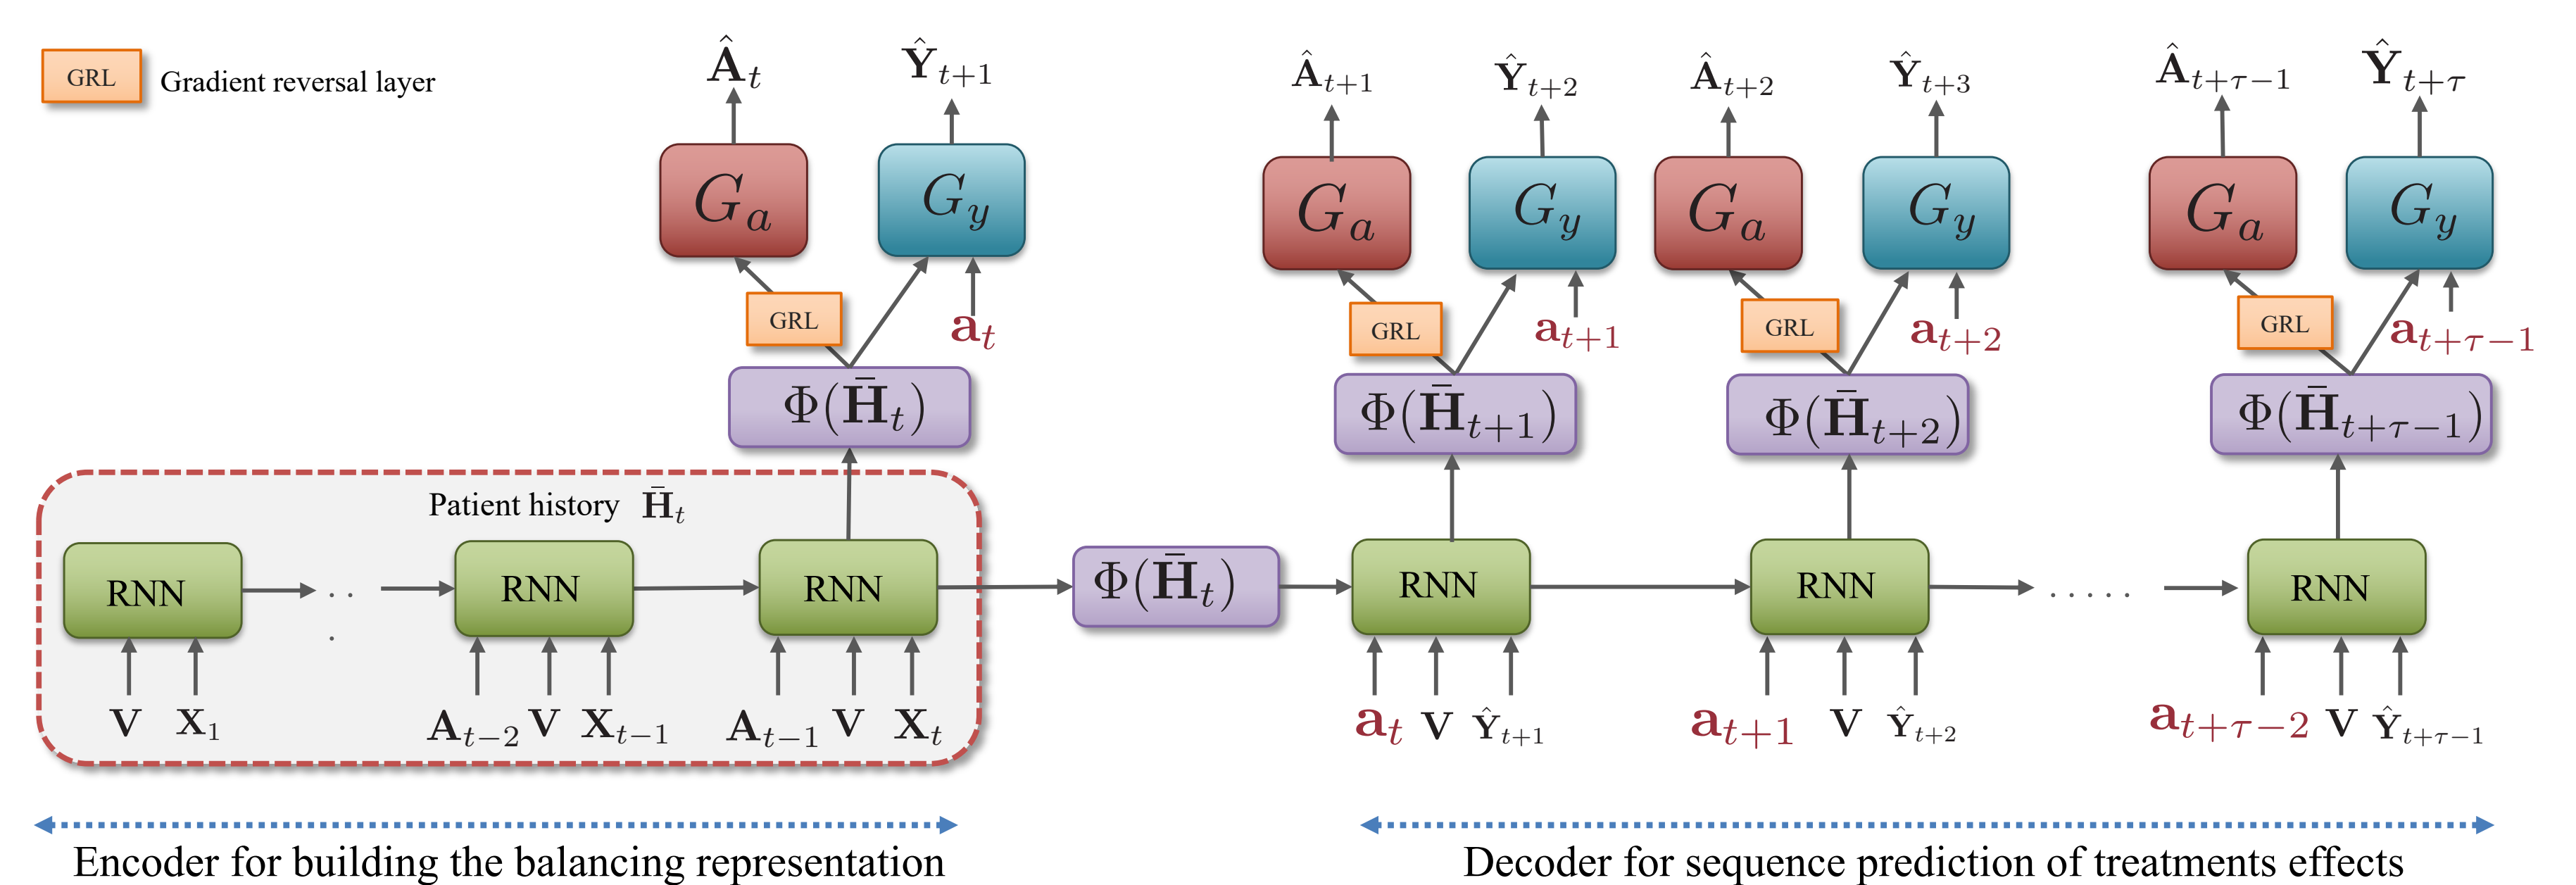 GRL Gradient reversal layer
Â_t Ŷ_{t+1} Â_{t+1} Ŷ_{t+2} Â_{t+2} Ŷ_{t+3} Â_{t+τ−1} Ŷ_{t+τ}
G_a G_y G_a G_y G_a G_y G_a G_y
GRL a_t GRL a_{t+1} GRL a_{t+2} GRL a_{t+τ−1}
Φ(H̄_t) Φ(H̄_{t+1}) Φ(H̄_{t+2}) Φ(H̄_{t+τ−1})
Patient history H̄_t
RNN . . . RNN RNN Φ(H̄_t) RNN RNN . . . . . RNN
V X_1 A_{t−2} V X_{t−1} A_{t−1} V X_t a_t V Ŷ_{t+1} a_{t+1} V Ŷ_{t+2} a_{t+τ−2} V Ŷ_{t+τ−1}
Encoder for building the balancing representation
Decoder for sequence prediction of treatments effects